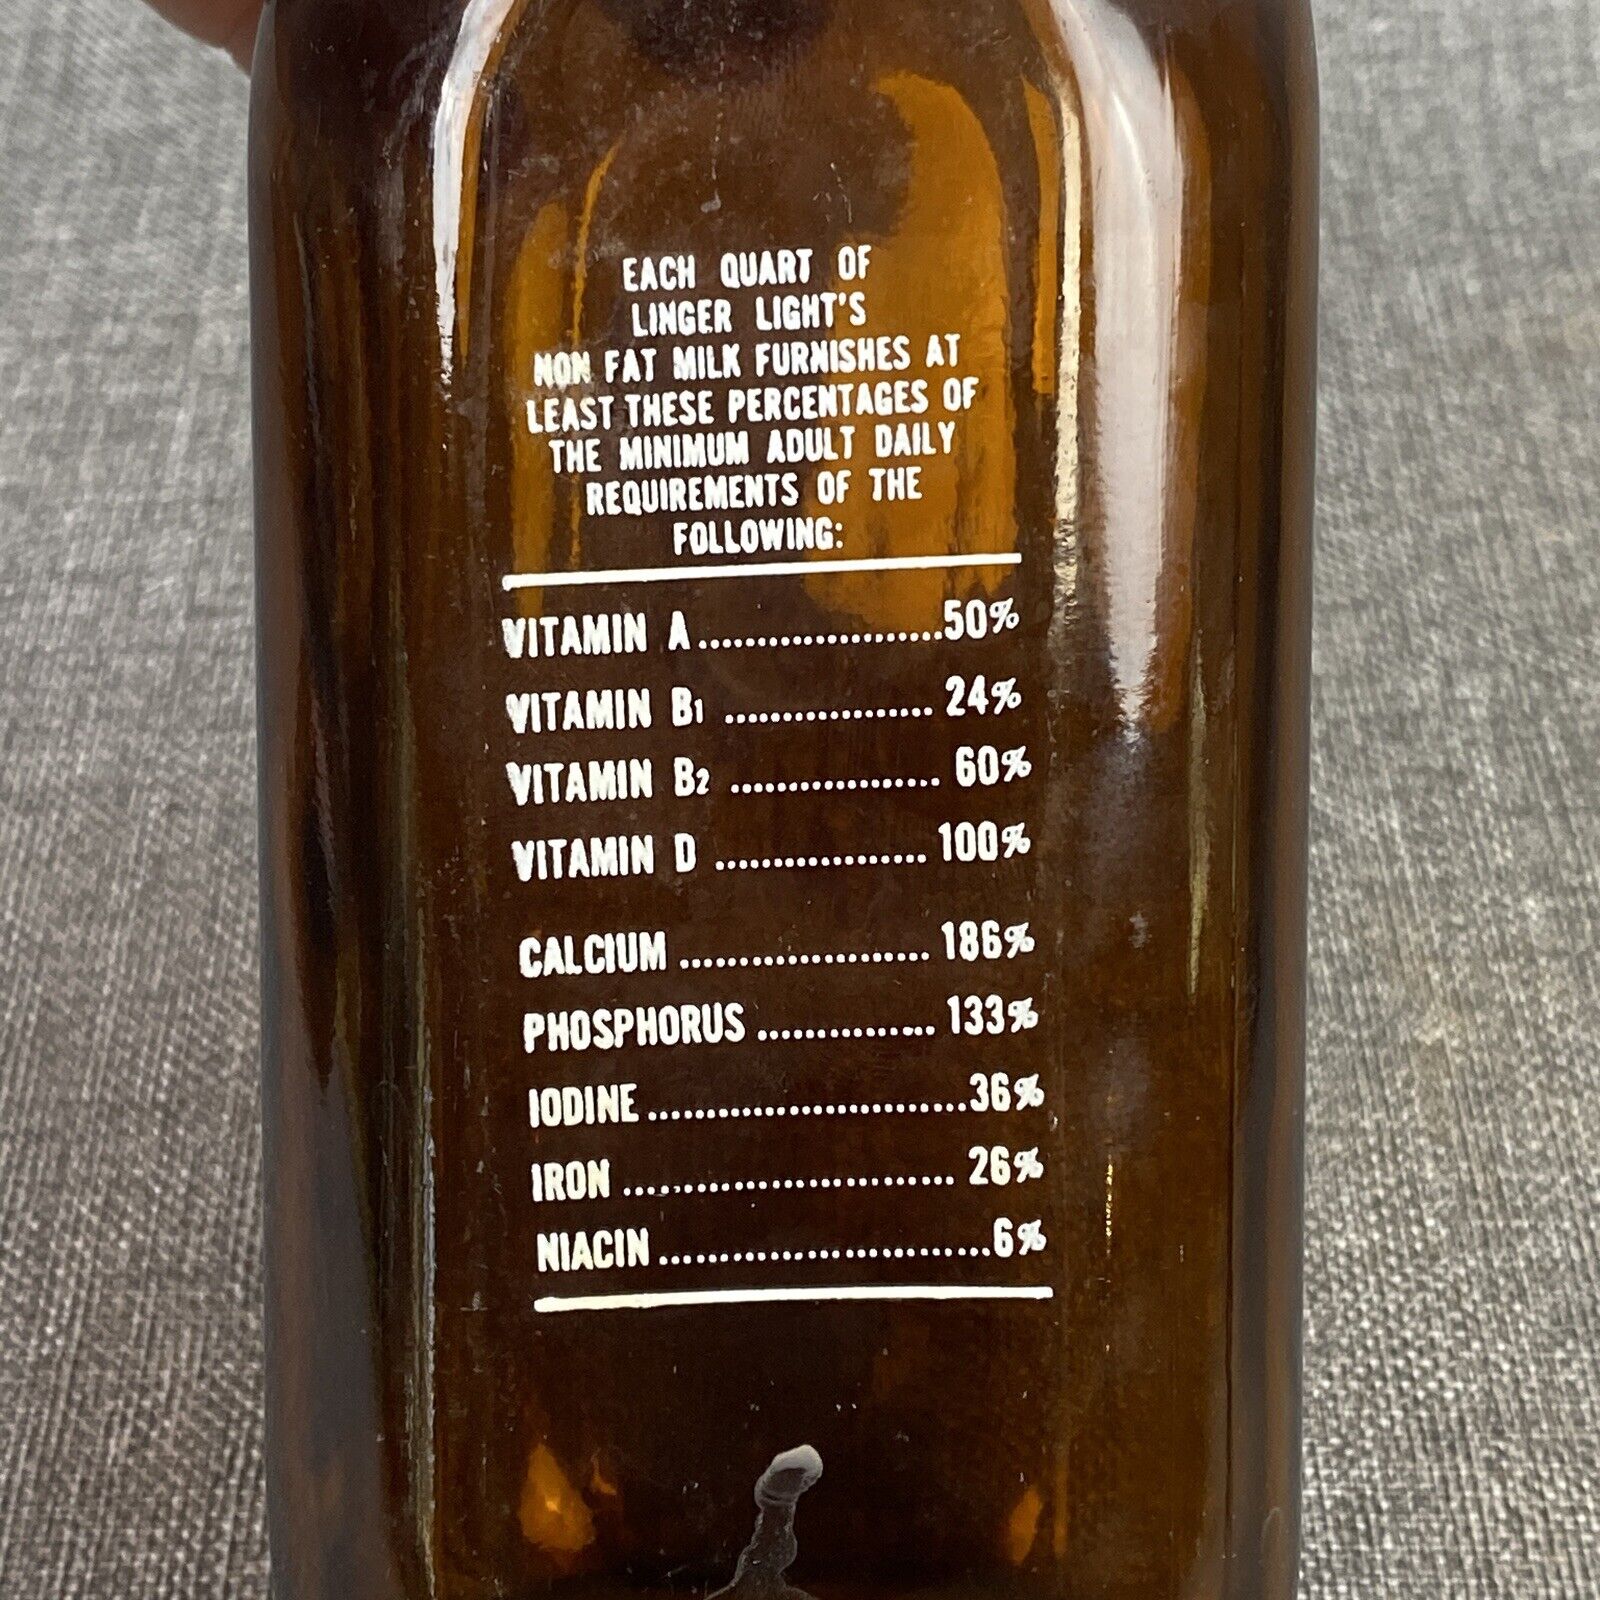 EACH QUART OF
LINGER LIGHT'S
NON FAT MILK FURNISHES AT
LEAST THESE PERCENTAGES OF
THE MINIMUM ADULT DAILY
REQUIREMENTS OF THE
FOLLOWING:
VITAMIN A.....................50%
VITAMIN B1 .................. 24%
VITAMIN B2 .................. 60%
VITAMIN D .................. 100%
CALCIUM ..................... 186%
PHOSPHORUS ............... 133%
IODINE ...........................36%
IRON ............................ 26%
NIACIN ............................6%